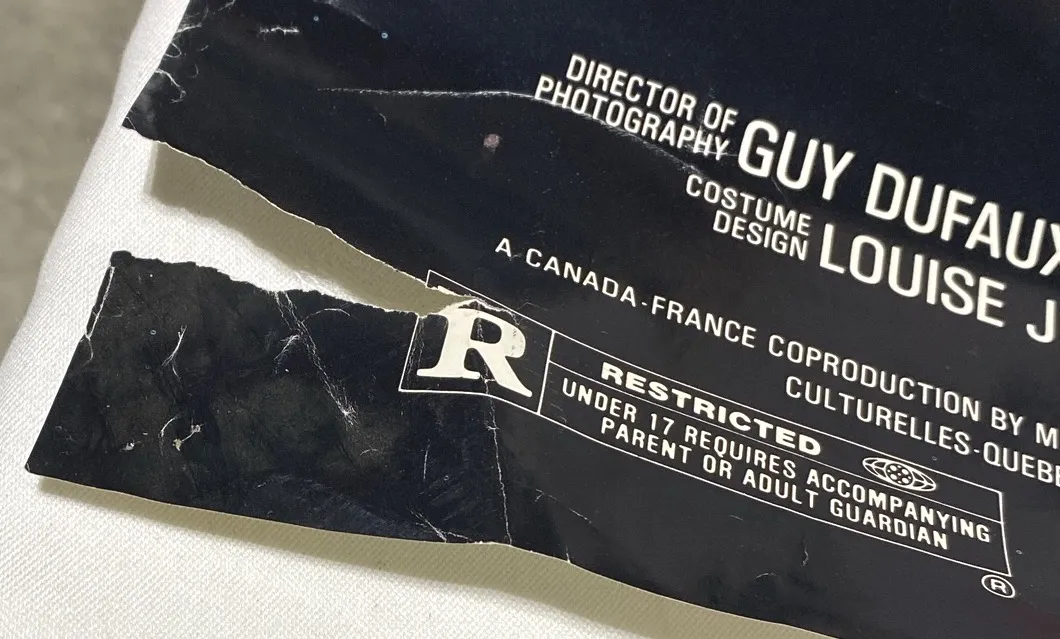 DIRECTOR OF
PHOTOGRAPHY GUY DUFAUX
COSTUME
DESIGN LOUISE J
A CANADA-FRANCE COPRODUCTION BY M
CULTURELLES-QUEBE
R
RESTRICTED
UNDER 17 REQUIRES ACCOMPANYING
PARENT OR ADULT GUARDIAN
®